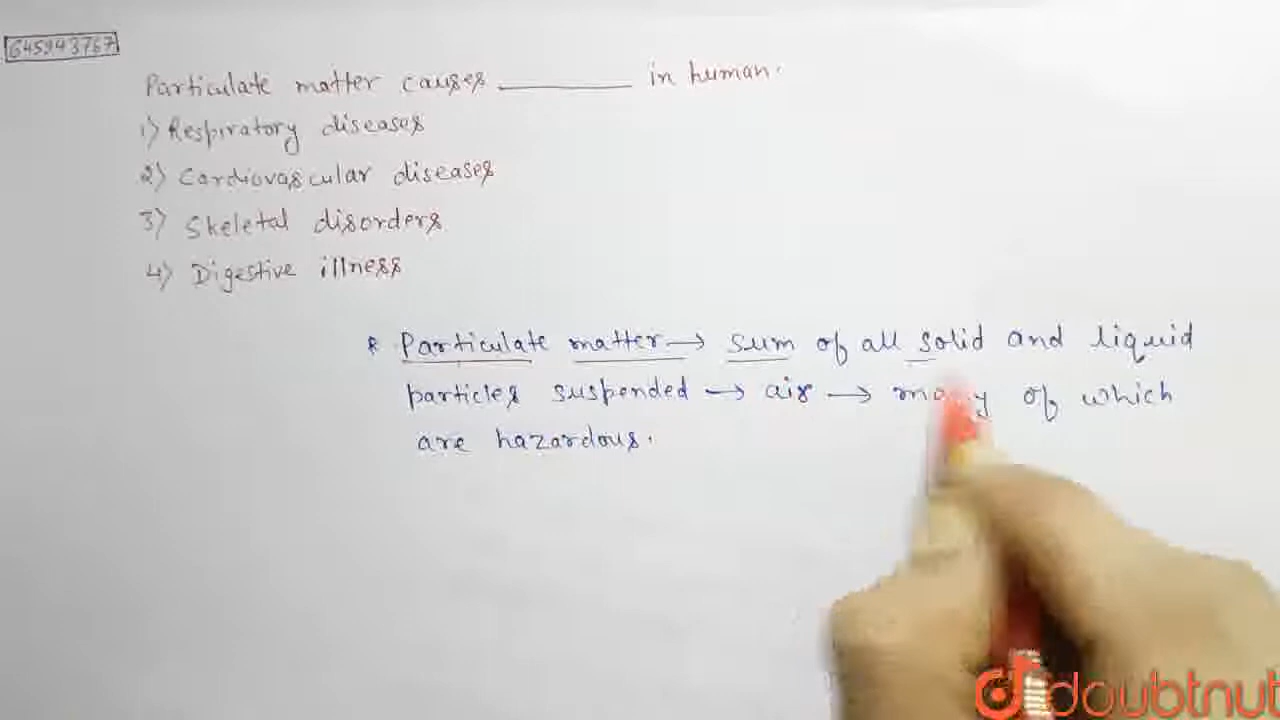 645943767
Particulate matter causes ________ in human.
1) Respiratory diseases
2) Cardiovascular diseases
3) Skeletal disorders
4) Digestive illness
* Particulate matter → sum of all solid and liquid
particles suspended → air → many of which
are hazardous.
doubtnut